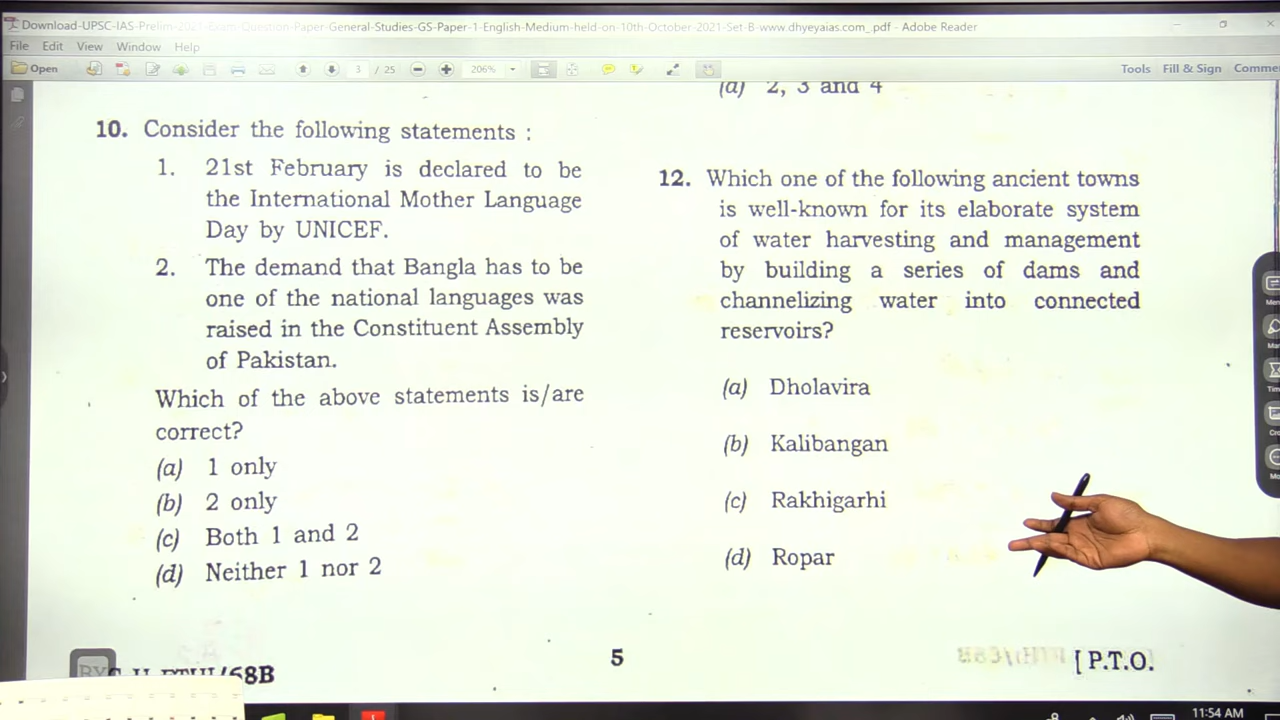 Download-UPSC-IAS-Prelim-2021-Exam-Question-Paper-General-Studies-GS-Paper-1-English-Medium-held-on-10th-October-2021-Set-B-www.dhyeyaias.com_.pdf - Adobe Reader
File Edit View Window Help
Open 3 / 25 206% Tools Fill & Sign Comme
10. Consider the following statements :
1. 21st February is declared to be
the International Mother Language
Day by UNICEF.
2. The demand that Bangla has to be
one of the national languages was
raised in the Constituent Assembly
of Pakistan.
Which of the above statements is/are
correct?
(a) 1 only
(b) 2 only
(c) Both 1 and 2
(d) Neither 1 nor 2
(d) 2, 3 and 4
12. Which one of the following ancient towns
is well-known for its elaborate system
of water harvesting and management
by building a series of dams and
channelizing water into connected
reservoirs?
(a) Dholavira
(b) Kalibangan
(c) Rakhigarhi
(d) Ropar
5
[ P.T.O.
11:54 AM